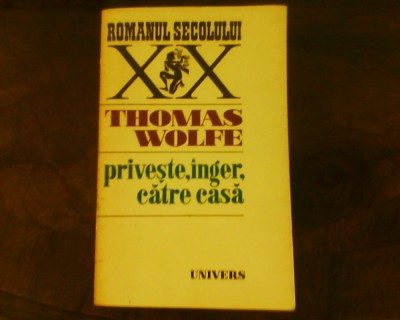 ROMANUL SECOLULUI
XX
THOMAS
WOLFE
privește, înger,
către casă
UNIVERS